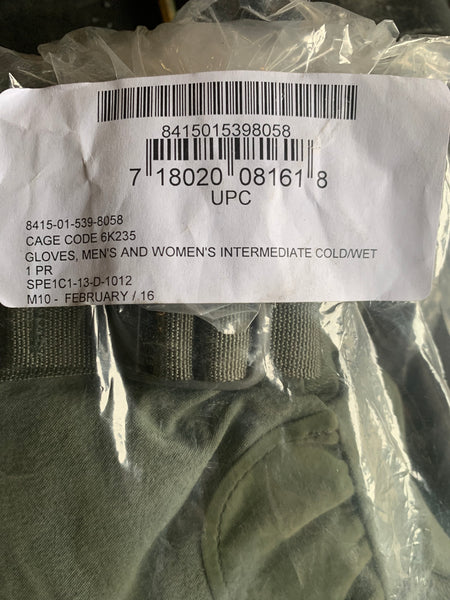 8415015398058
7 18020 08161 8
UPC
8415-01-539-8058
CAGE CODE 6K235
GLOVES, MEN'S AND WOMEN'S INTERMEDIATE COLD/WET
1 PR
SPE1C1-13-D-1012
M10 - FEBRUARY / 16